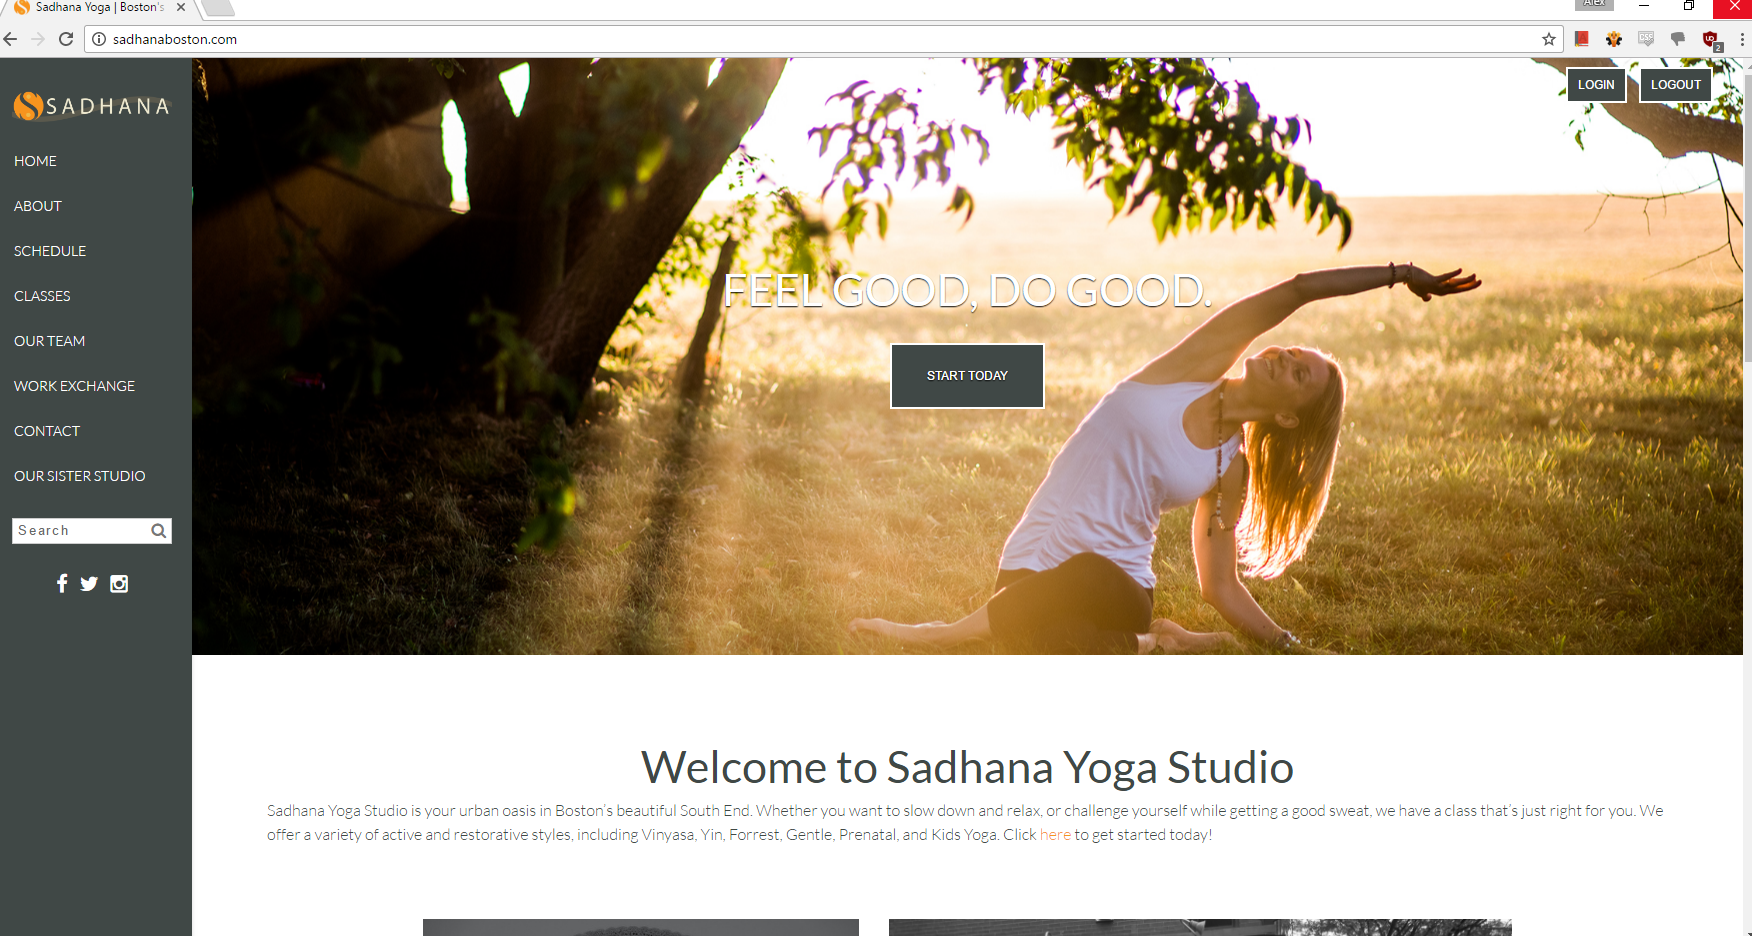 Sadhana Yoga | Boston's
Alex
sadhanaboston.com
2
SADHANA
LOGIN
LOGOUT
HOME
ABOUT
SCHEDULE
CLASSES
OUR TEAM
WORK EXCHANGE
CONTACT
OUR SISTER STUDIO
Search
FEEL GOOD, DO GOOD.
START TODAY
Welcome to Sadhana Yoga Studio
Sadhana Yoga Studio is your urban oasis in Boston's beautiful South End. Whether you want to slow down and relax, or challenge yourself while getting a good sweat, we have a class that's just right for you. We
offer a variety of active and restorative styles, including Vinyasa, Yin, Forrest, Gentle, Prenatal, and Kids Yoga. Click here to get started today!